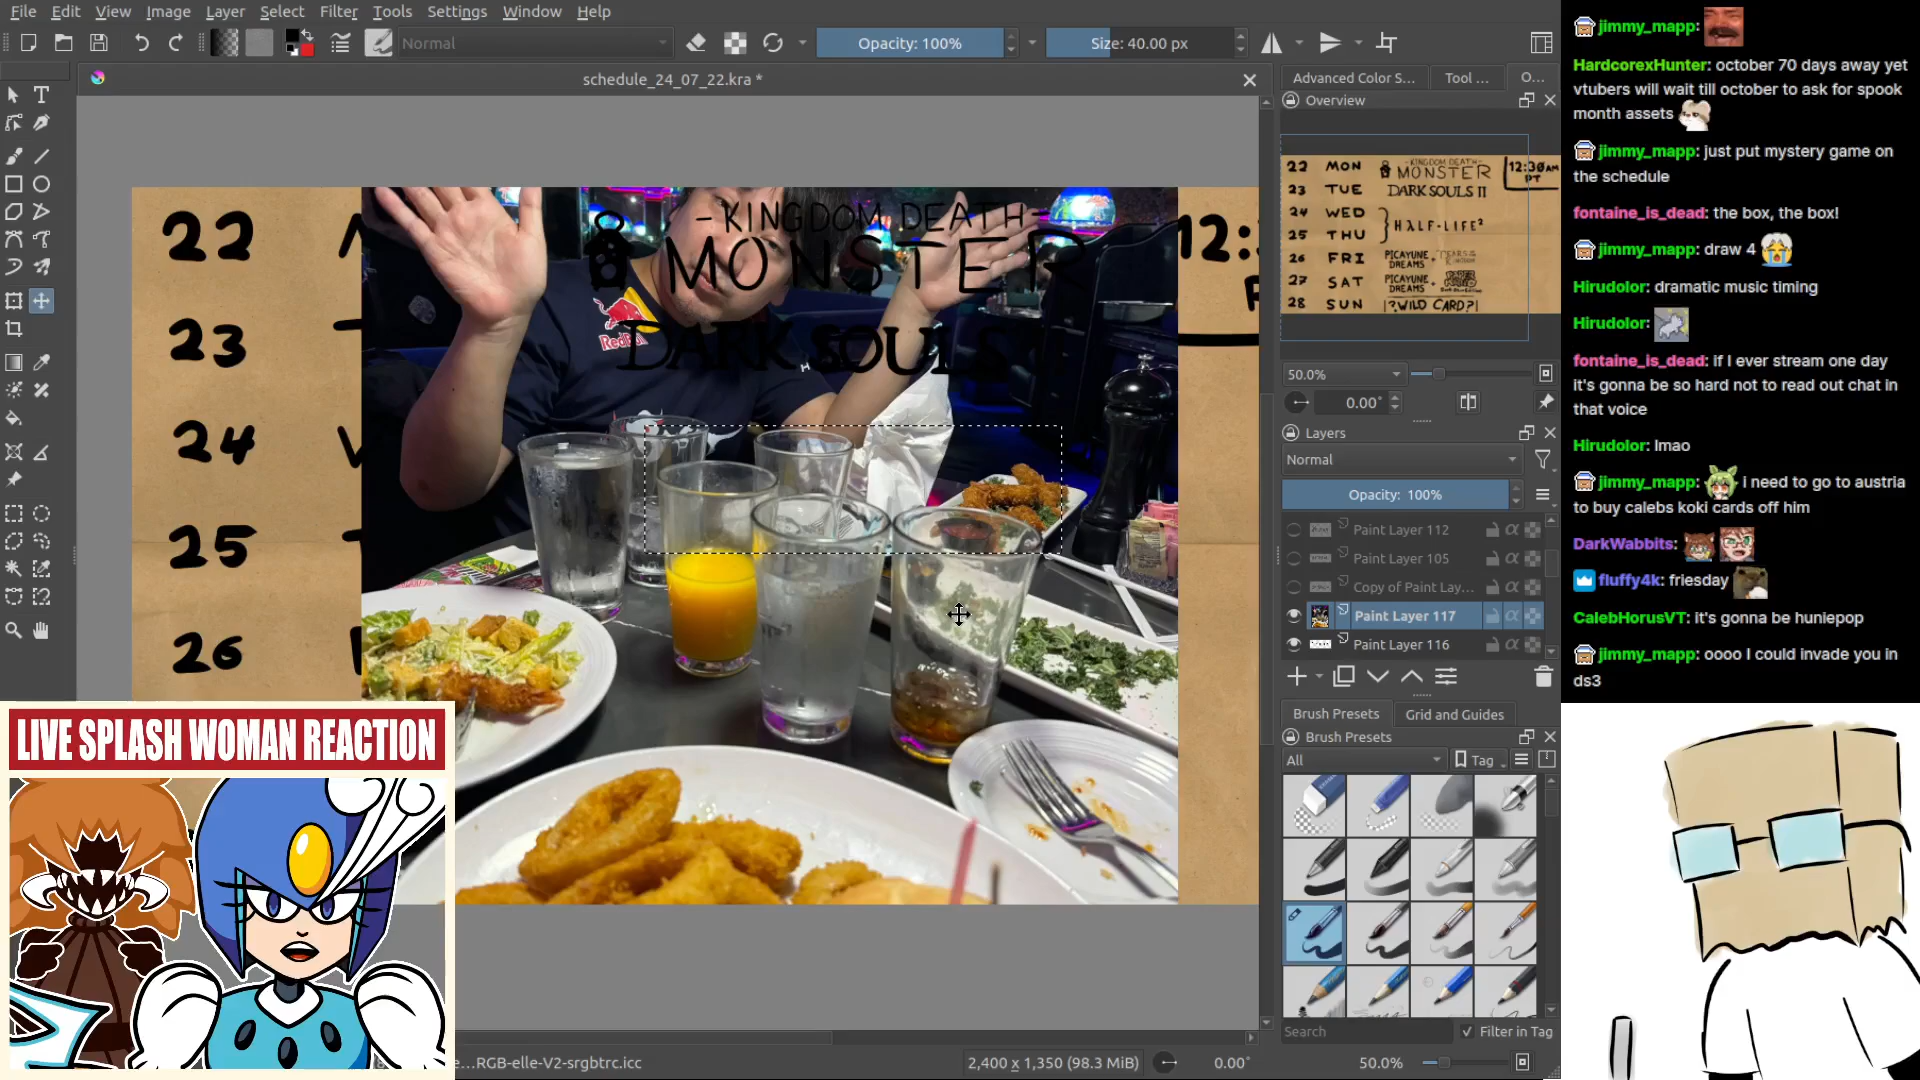 File Edit View Image Layer Select Filter Tools Settings Window Help
Normal
Opacity: 100%
Size: 40.00 px
schedule_24_07_22.kra *
Advanced Color S...
Tool ...
O...
Overview
22 MON -KINGDOM DEATH- MONSTER 12:30AM PT
23 TUE DARK SOULS II
24 WED
25 THU HALF-LIFE²
26 FRI PICAYUNE DREAMS
27 SAT PICAYUNE DREAMS
28 SUN ?WILD CARD?
50.0%
0.00°
Layers
Normal
Opacity: 100%
Paint Layer 112
Paint Layer 105
Copy of Paint Lay...
Paint Layer 117
Paint Layer 116
Brush Presets
Grid and Guides
Brush Presets
All
Tag
Search
Filter in Tag
22
23
24
25
26
-KINGDOM DEATH-
MONSTER
DARK SOULS
12:
RedBull
LIVE SPLASH WOMAN REACTION
e...RGB-elle-V2-srgbtrc.icc
2,400 x 1,350 (98.3 MiB)
0.00°
50.0%
jimmy_mapp:
HardcorexHunter: october 70 days away yet
vtubers will wait till october to ask for spook
month assets
jimmy_mapp: just put mystery game on
the schedule
fontaine_is_dead: the box, the box!
jimmy_mapp: draw 4
Hirudolor: dramatic music timing
Hirudolor:
fontaine_is_dead: if I ever stream one day
it's gonna be so hard not to read out chat in
that voice
Hirudolor: lmao
jimmy_mapp: i need to go to austria
to buy calebs koki cards off him
DarkWabbits:
fluffy4k: friesday
CalebHorusVT: it's gonna be huniepop
jimmy_mapp: oooo I could invade you in
ds3